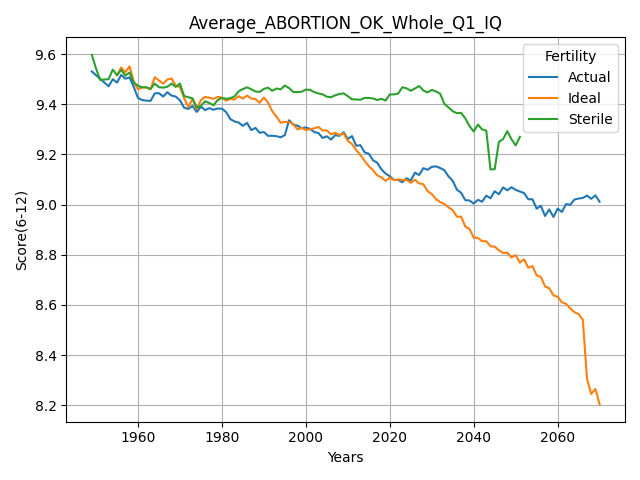 Average_ABORTION_OK_Whole_Q1_IQ
Fertility
Actual
Ideal
Sterile
Score(6-12)
9.6
9.4
9.2
9.0
8.8
8.6
8.4
8.2
1960
1980
2000
2020
2040
2060
Years